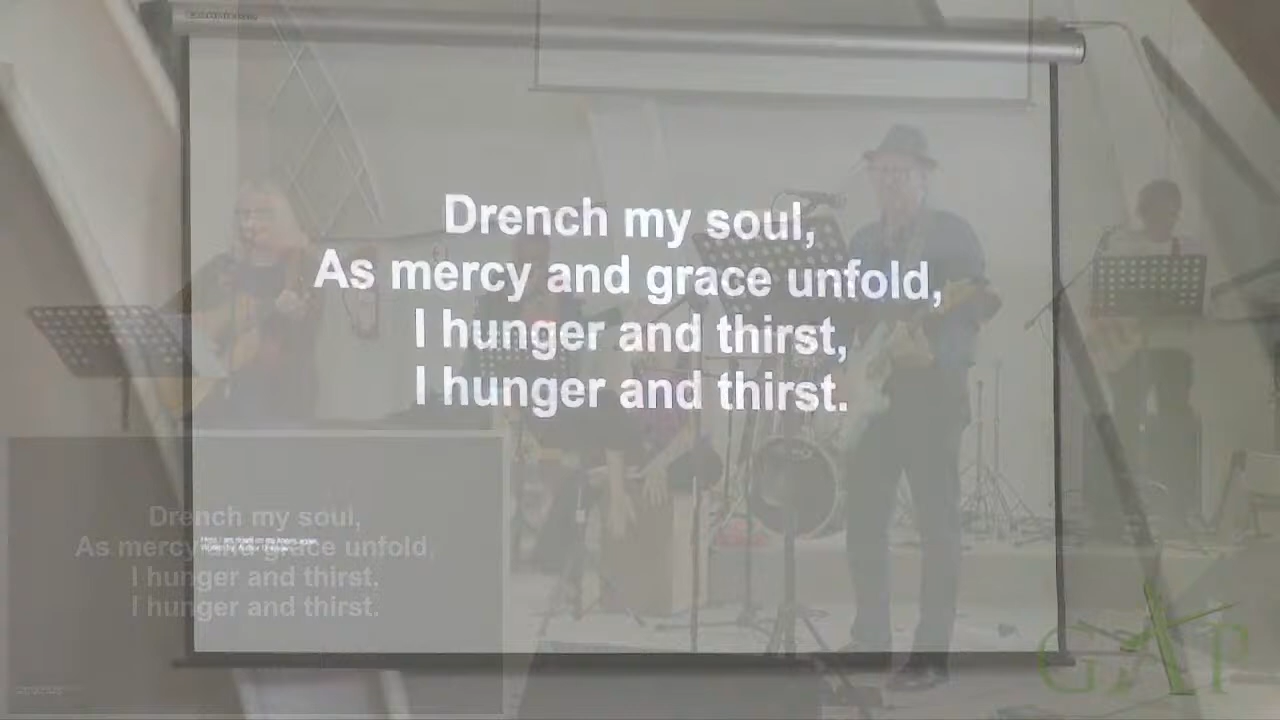 Drench my soul,
As mercy and grace unfold,
I hunger and thirst,
I hunger and thirst.
Drench my soul,
As mercy and grace unfold,
I hunger and thirst.
I hunger and thirst.
GAP